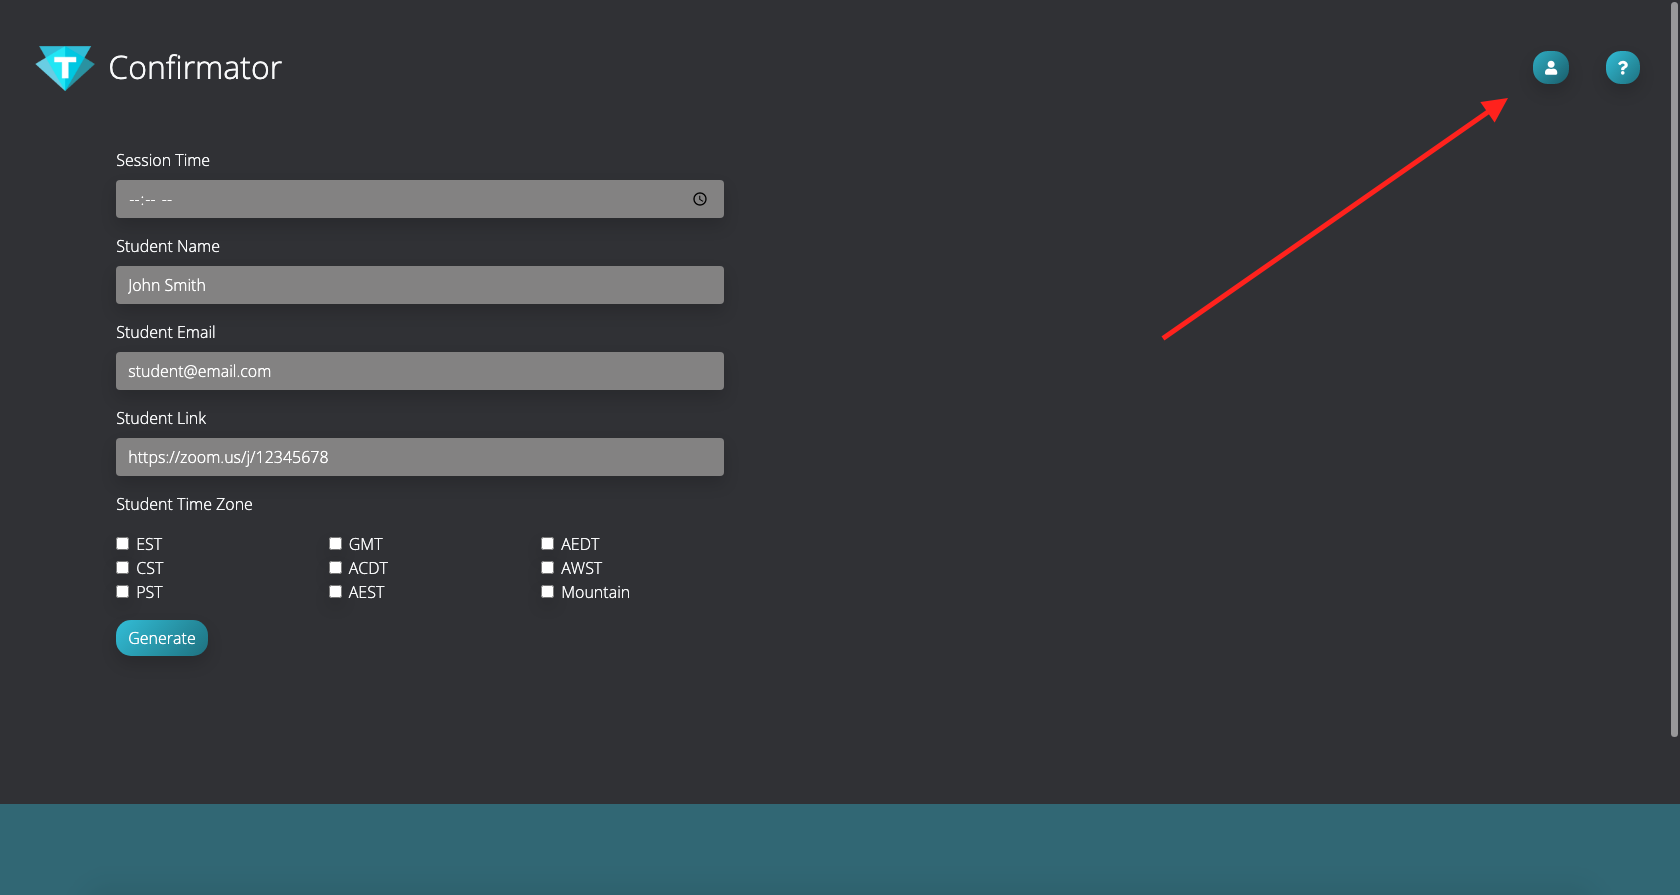 T Confirmator
?
Session Time
--:-- --
Student Name
John Smith
Student Email
student@email.com
Student Link
https://zoom.us/j/12345678
Student Time Zone
EST GMT AEDT
CST ACDT AWST
PST AEST Mountain
Generate